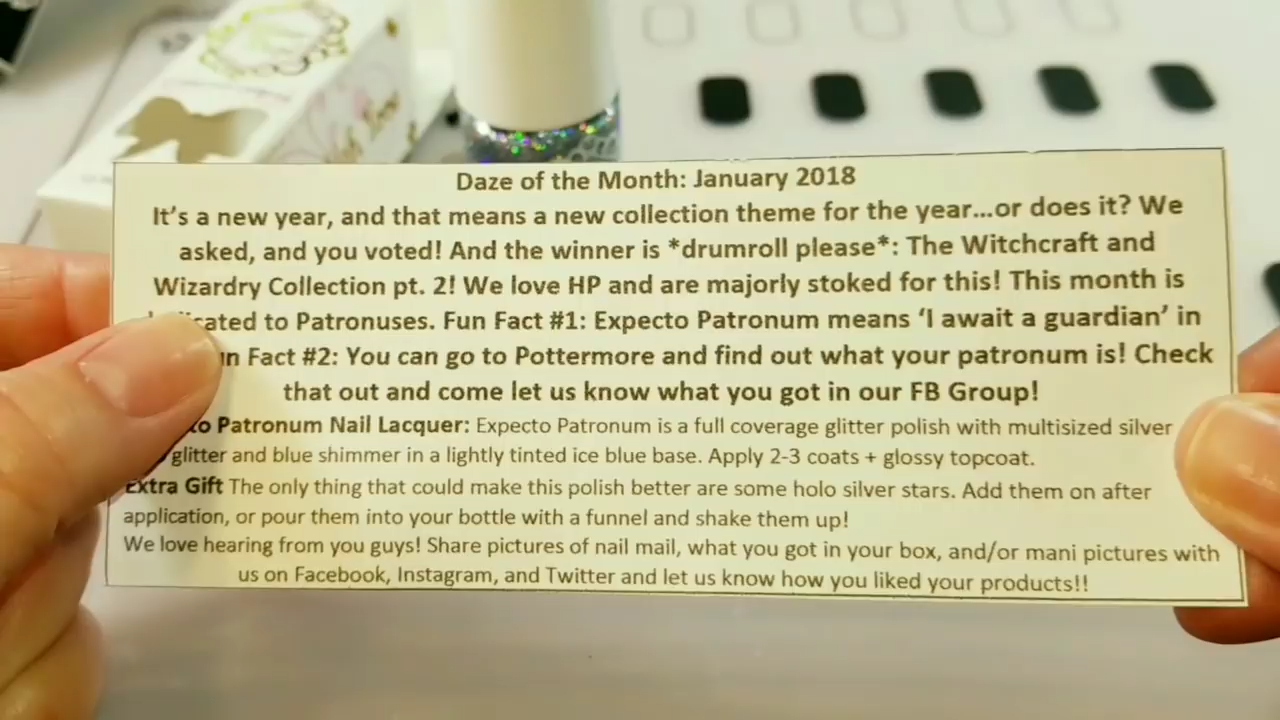 Daze of the Month: January 2018
It's a new year, and that means a new collection theme for the year...or does it? We
asked, and you voted! And the winner is *drumroll please*: The Witchcraft and
Wizardry Collection pt. 2! We love HP and are majorly stoked for this! This month is
to Patronuses. Fun Fact #1: Expecto Patronum means 'I await a guardian' in
Fact #2: You can go to Pottermore and find out what your patronum is! Check
that out and come let us know what you got in our FB Group!
Patronum Nail Lacquer: Expecto Patronum is a full coverage glitter polish with multisized silver
glitter and blue shimmer in a lightly tinted ice blue base. Apply 2-3 coats + glossy topcoat.
Extra Gift The only thing that could make this polish better are some holo silver stars. Add them on after
application, or pour them into your bottle with a funnel and shake them up!
We love hearing from you guys! Share pictures of nail mail, what you got in your box, and/or mani pictures with
us on Facebook, Instagram, and Twitter and let us know how you liked your products!!